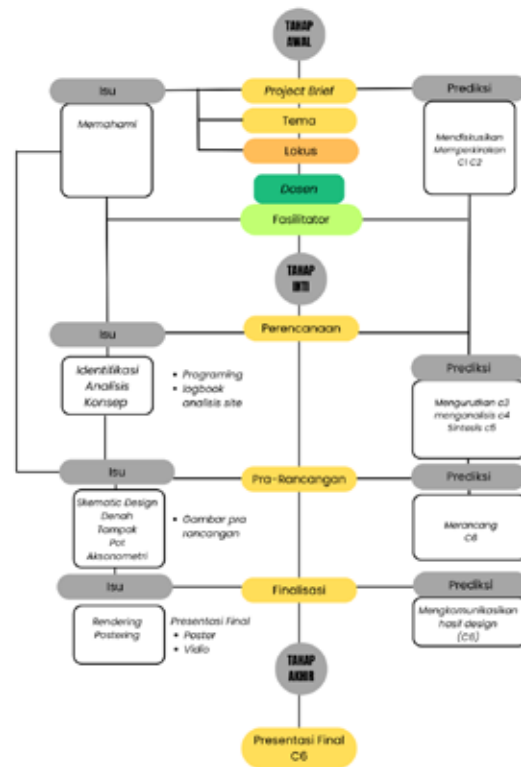 TAHAP
AWAL
Isu
Project Brief
Prediksi
Memahami
Tema
Mendiskusikan
Memperkirakan
C1 C2
Lokus
Dosen
Fasilitator
TAHAP
INTI
Isu
Perencanaan
Identifikasi
Analisis
Konsep
• Programing
• logbook
analisis site
Prediksi
Mengurutkan c3
menganalisis c4
Sintesis c5
Isu
Pra-Rancangan
Prediksi
Skematic Design
Denah
Tampak
Pot
Aksonometri
• Gambar pra
rancangan
Merancang
C6
Isu
Finalisasi
Prediksi
Rendering
Postering
Presentasi Final
• Poster
• Vidio
Mengkomunikasikan
hasil design
(C6)
TAHAP
AKHIR
Presentasi Final
C6